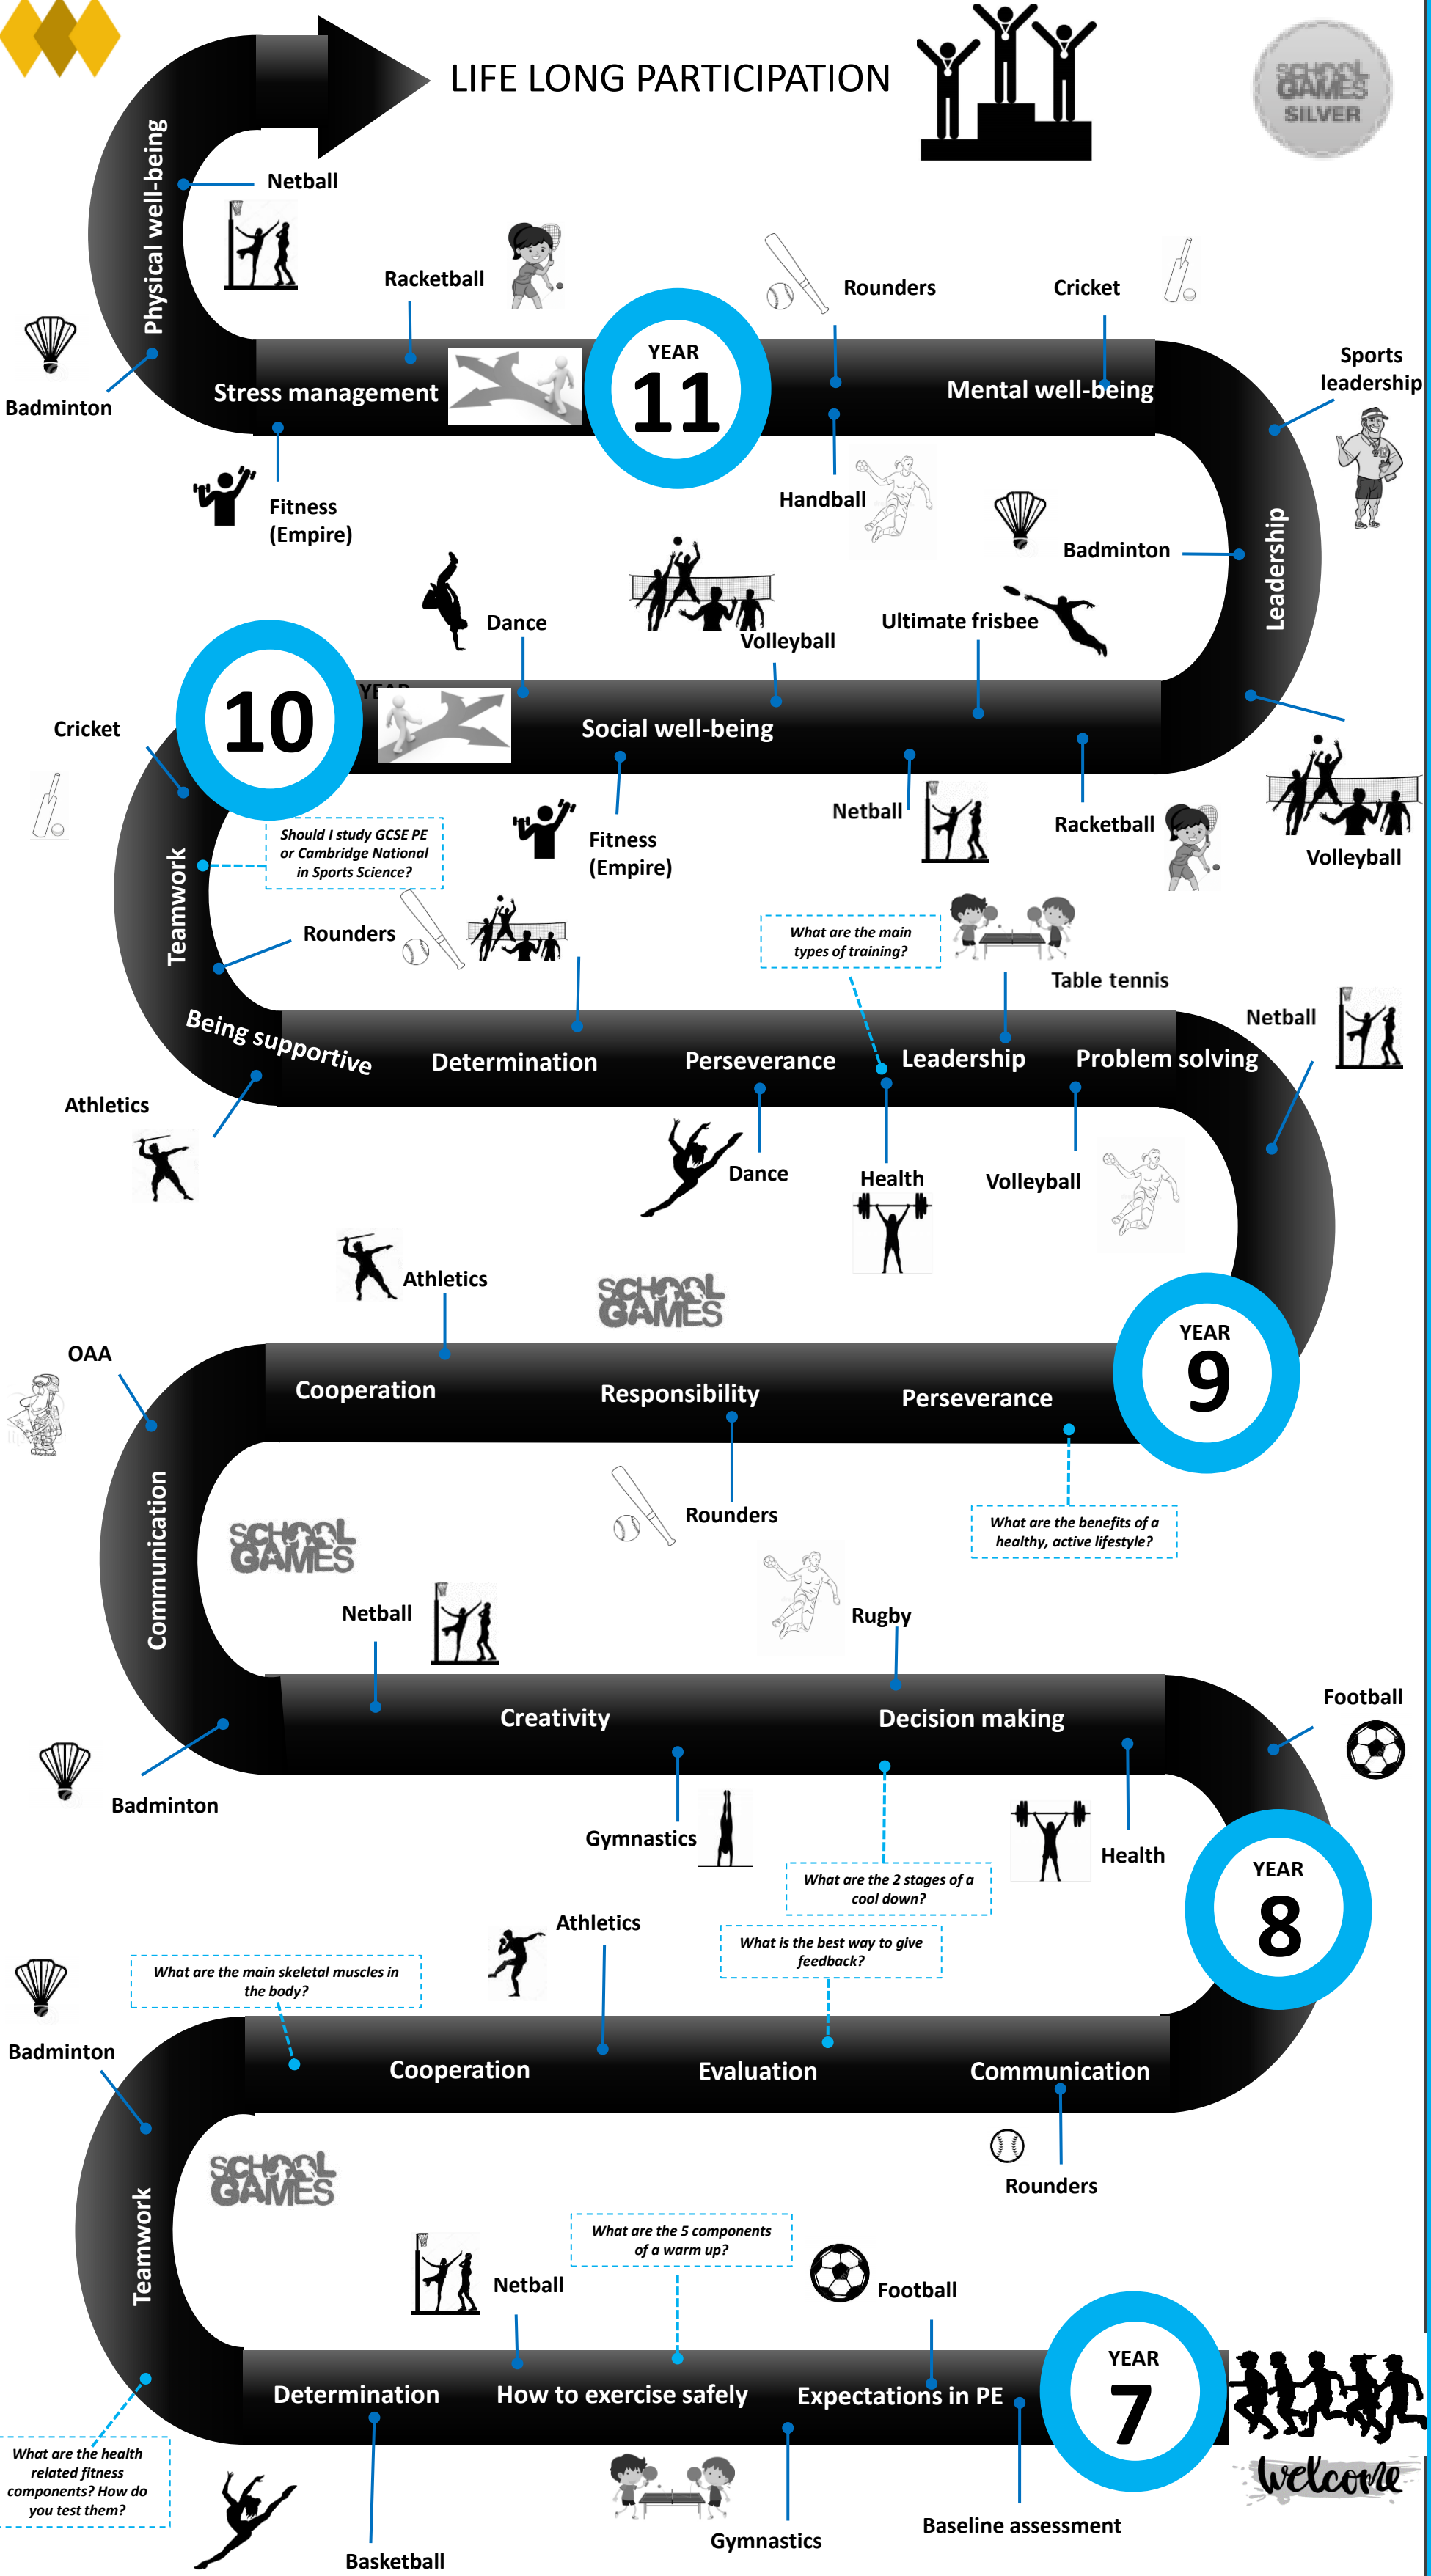 LIFE LONG PARTICIPATION
SCHOOL
GAMES
SILVER
Physical well-being
Netball
Racketball
Rounders
Cricket
Badminton
Stress management
YEAR
11
Mental well-being
Sports
leadership
Fitness
(Empire)
Handball
Badminton
Leadership
Dance
Volleyball
Ultimate frisbee
YEAR
10
Social well-being
Cricket
Fitness
(Empire)
Netball
Racketball
Volleyball
Should I study GCSE PE
or Cambridge National
in Sports Science?
Teamwork
Rounders
What are the main
types of training?
Table tennis
Netball
Being supportive
Determination
Perseverance
Leadership
Problem solving
Athletics
Dance
Health
Volleyball
Athletics
SCHOOL
GAMES
YEAR
9
OAA
Cooperation
Responsibility
Perseverance
Communication
Rounders
What are the benefits of a
healthy, active lifestyle?
SCHOOL
GAMES
Netball
Rugby
Football
Creativity
Decision making
Badminton
Gymnastics
Health
What are the 2 stages of a
cool down?
YEAR
8
Athletics
What is the best way to give
feedback?
What are the main skeletal muscles in
the body?
Badminton
Cooperation
Evaluation
Communication
Rounders
SCHOOL
GAMES
Teamwork
What are the 5 components
of a warm up?
Netball
Football
YEAR
7
Determination
How to exercise safely
Expectations in PE
What are the health
related fitness
components? How do
you test them?
welcome
Baseline assessment
Gymnastics
Basketball